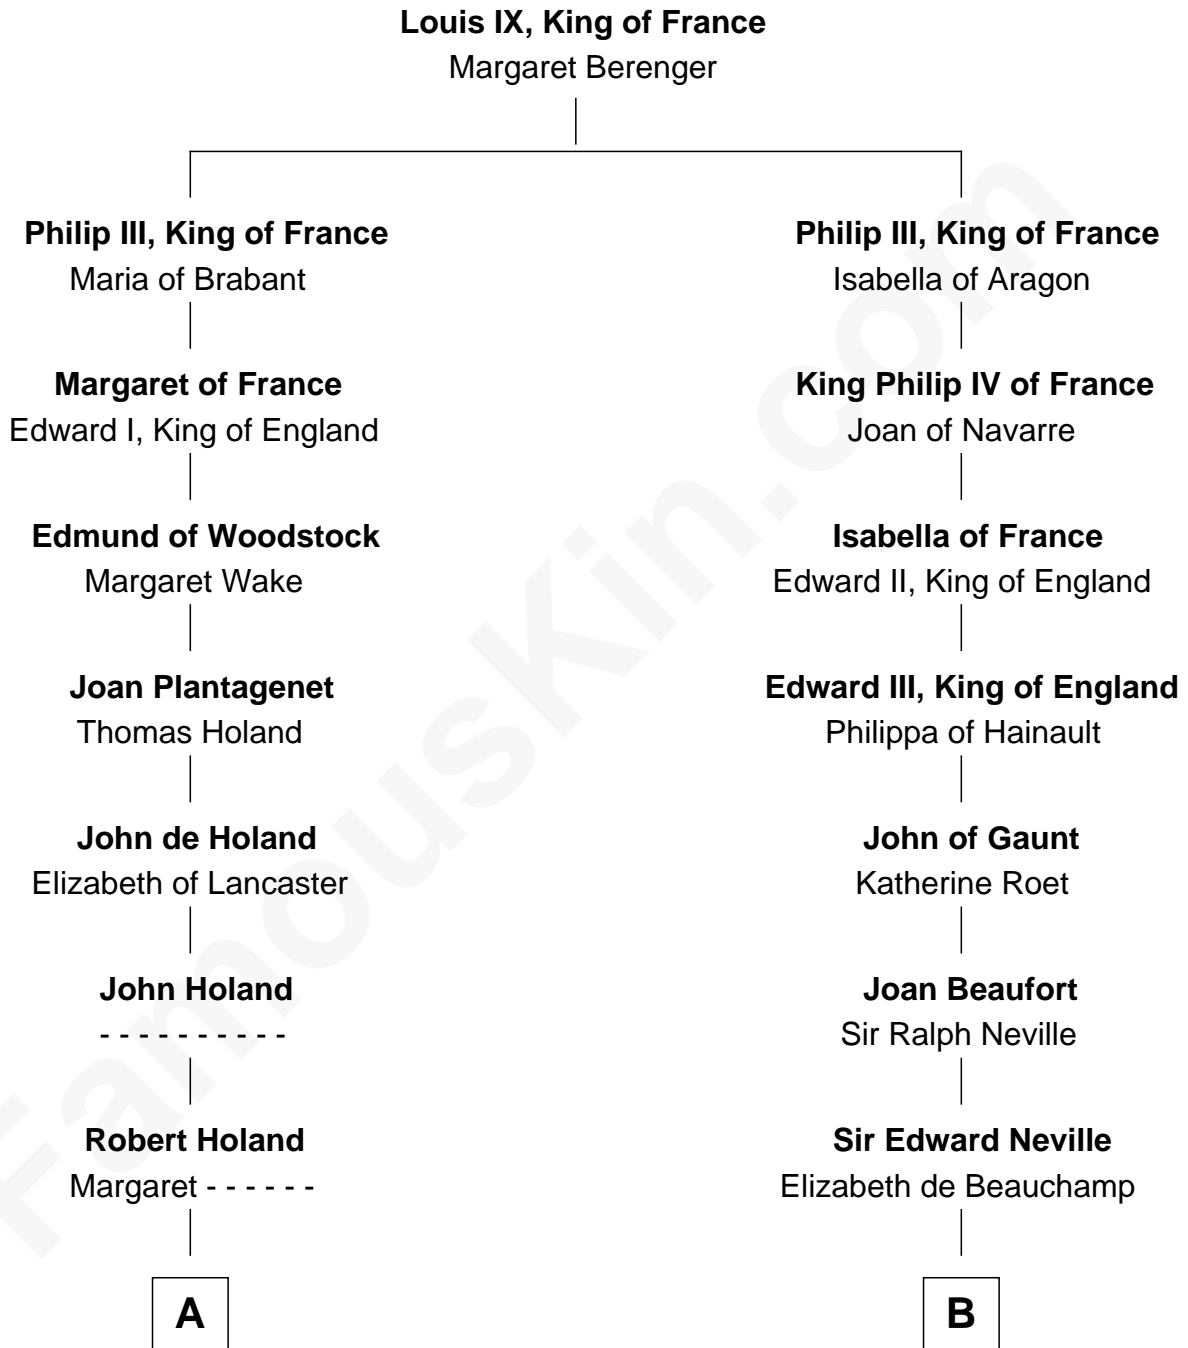 Louis IX, King of France
Margaret Berenger
Philip III, King of France
Maria of Brabant
Philip III, King of France
Isabella of Aragon
Margaret of France
Edward I, King of England
King Philip IV of France
Joan of Navarre
Edmund of Woodstock
Margaret Wake
Isabella of France
Edward II, King of England
Joan Plantagenet
Thomas Holand
Edward III, King of England
Philippa of Hainault
John de Holand
Elizabeth of Lancaster
John of Gaunt
Katherine Roet
John Holand
- - - - - - - - - -
Joan Beaufort
Sir Ralph Neville
Robert Holand
Margaret - - - - - -
Sir Edward Neville
Elizabeth de Beauchamp
A
B
FamousKin.com